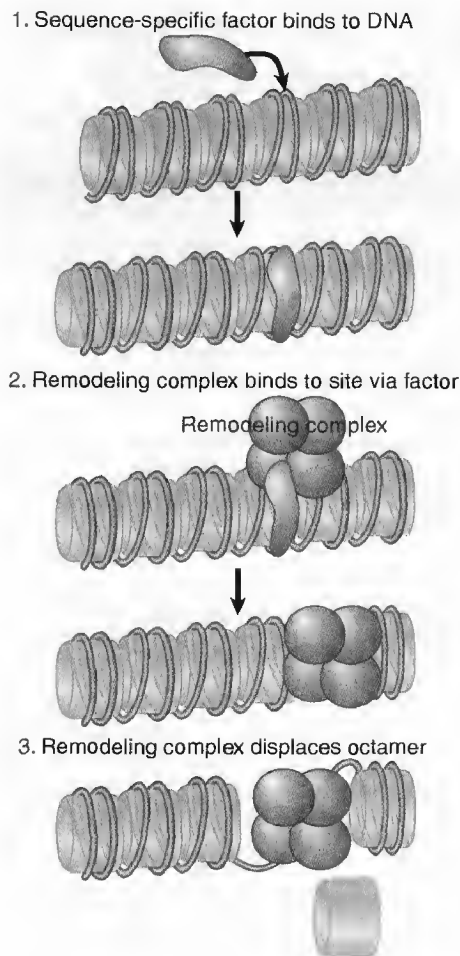 1. Sequence-specific factor binds to DNA
2. Remodeling complex binds to site via factor
Remodeling complex
3. Remodeling complex displaces octamer